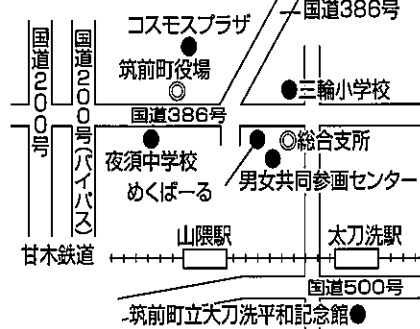 国道386号
コスモスプラザ
国道200号
国道200号(バイパス)
筑前町役場
三輪小学校
国道386号
夜須中学校
総合支所
めくばーる
男女共同参画センター
甘木鉄道
山隈駅
太刀洗駅
国道500号
筑前町立大刀洗平和記念館